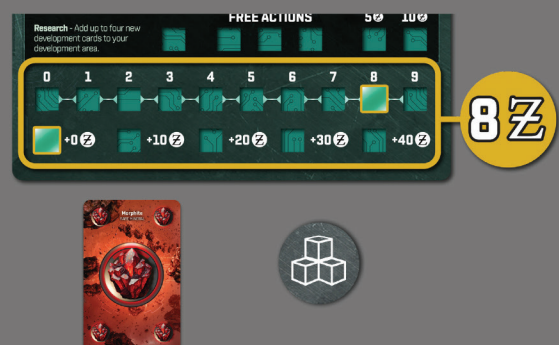 FREE ACTIONS
5Ƶ 10Ƶ
Research - Add up to four new
development cards to your
development area.
0 1 2 3 4 5 6 7 8 9
+0Ƶ +10Ƶ +20Ƶ +30Ƶ +40Ƶ
8Ƶ
Morphite